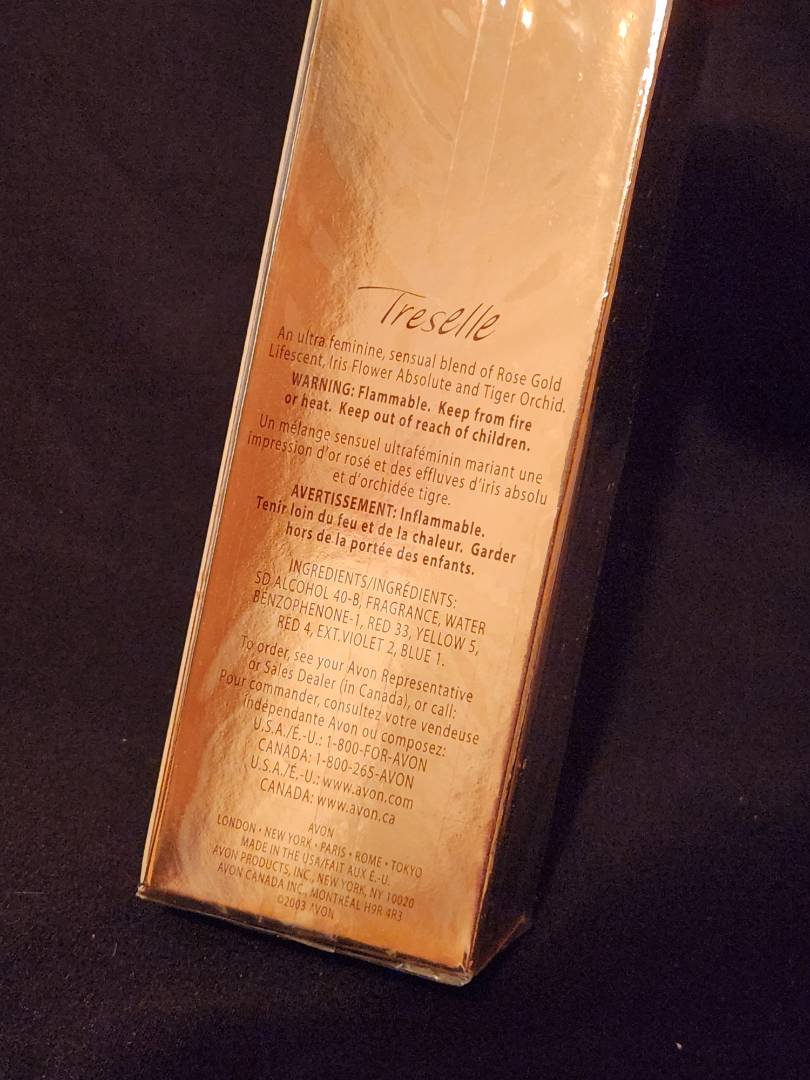 Treselle
An ultra feminine, sensual blend of Rose Gold
Lifescent, Iris Flower Absolute and Tiger Orchid.
WARNING: Flammable. Keep from fire
or heat. Keep out of reach of children.
Un mélange sensuel ultraféminin mariant une
impression d'or rosé et des effluves d'iris absolu
et d'orchidée tigre.
AVERTISSEMENT: Inflammable.
Tenir loin du feu et de la chaleur. Garder
hors de la portée des enfants.
INGREDIENTS/INGRÉDIENTS:
SD ALCOHOL 40-B, FRAGRANCE, WATER
BENZOPHENONE-1, RED 33, YELLOW 5,
RED 4, EXT.VIOLET 2, BLUE 1.
To order, see your Avon Representative
or Sales Dealer (in Canada), or call:
Pour commander, consultez votre vendeuse
indépendante Avon ou composez:
U.S.A./É.-U.: 1-800-FOR-AVON
CANADA: 1-800-265-AVON
U.S.A./É.-U.: www.avon.com
CANADA: www.avon.ca
AVON
LONDON • NEW YORK • PARIS • ROME • TOKYO
MADE IN THE USA/FAIT AUX É.-U.
AVON PRODUCTS, INC., NEW YORK, NY 10020
AVON CANADA INC., MONTRÉAL H9R 4R3
©2003 AVON